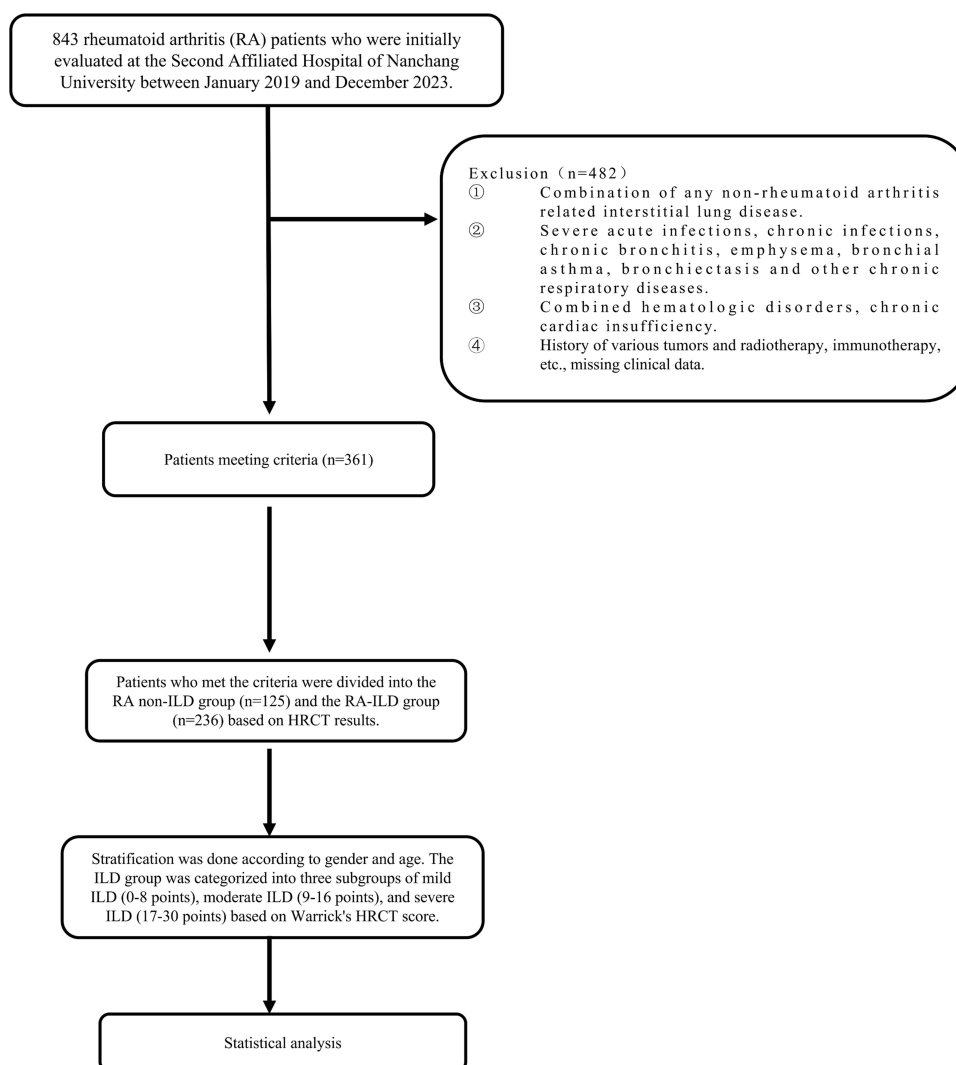 843 rheumatoid arthritis (RA) patients who were initially
evaluated at the Second Affiliated Hospital of Nanchang
University between January 2019 and December 2023.
Exclusion（n=482）
① Combination of any non-rheumatoid arthritis
related interstitial lung disease.
② Severe acute infections, chronic infections,
chronic bronchitis, emphysema, bronchial
asthma, bronchiectasis and other chronic
respiratory diseases.
③ Combined hematologic disorders, chronic
cardiac insufficiency.
④ History of various tumors and radiotherapy, immunotherapy,
etc., missing clinical data.
Patients meeting criteria (n=361)
Patients who met the criteria were divided into the
RA non-ILD group (n=125) and the RA-ILD group
(n=236) based on HRCT results.
Stratification was done according to gender and age. The
ILD group was categorized into three subgroups of mild
ILD (0-8 points), moderate ILD (9-16 points), and severe
ILD (17-30 points) based on Warrick's HRCT score.
Statistical analysis